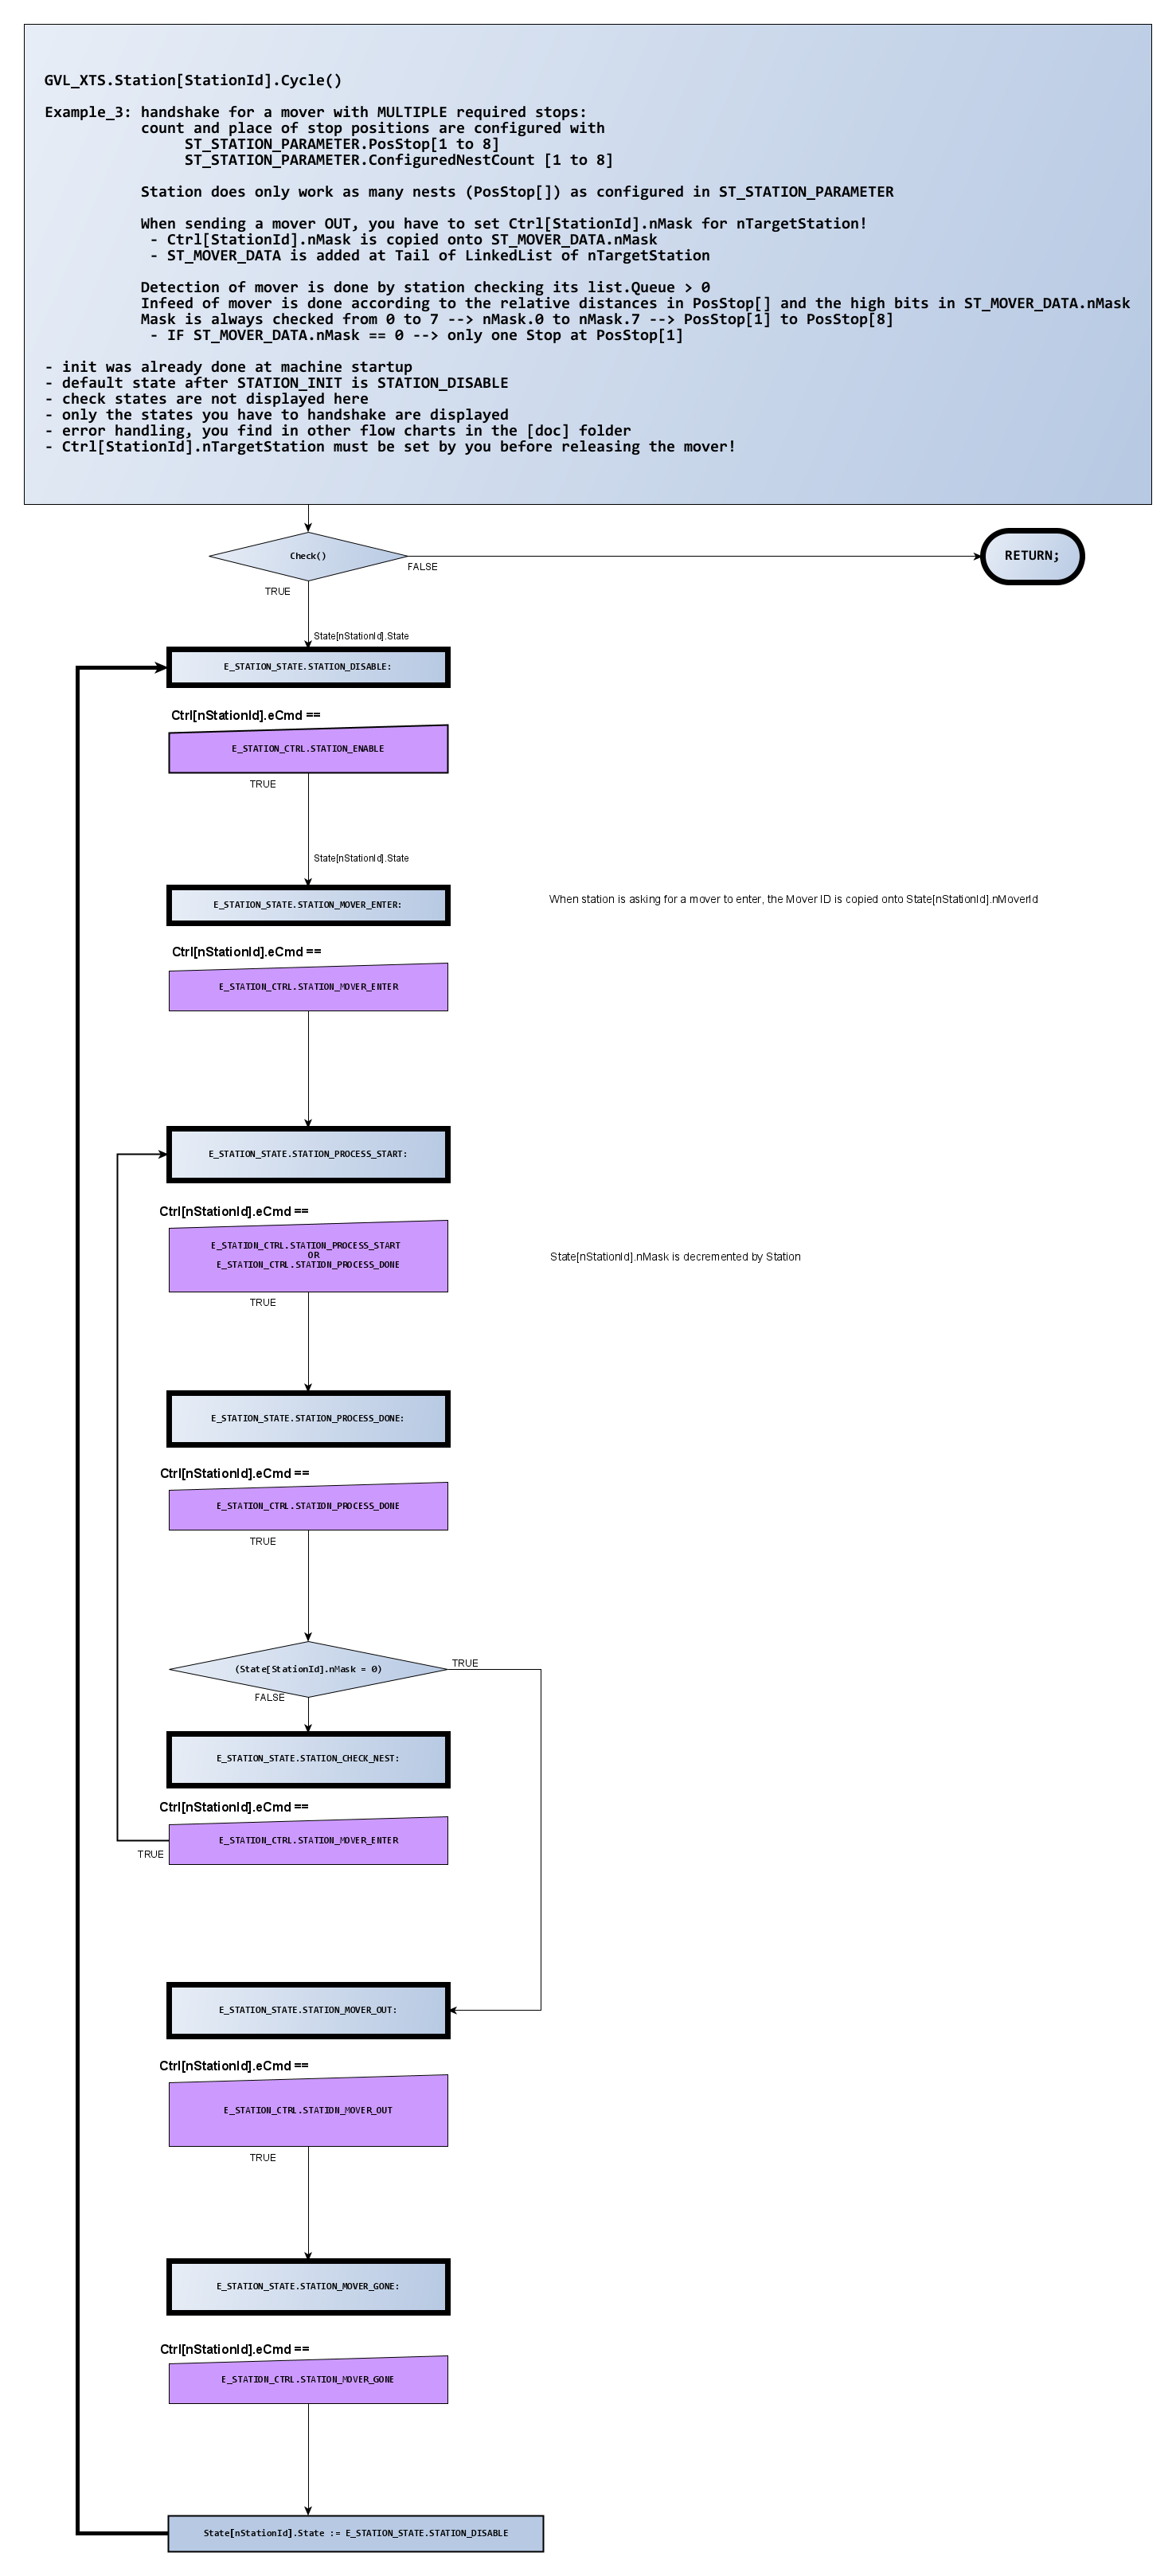 GVL_XTS.Station[StationId].Cycle()
Example_3: handshake for a mover with MULTIPLE required stops:
count and place of stop positions are configured with
ST_STATION_PARAMETER.PosStop[1 to 8]
ST_STATION_PARAMETER.ConfiguredNestCount [1 to 8]
Station does only work as many nests (PosStop[]) as configured in ST_STATION_PARAMETER
When sending a mover OUT, you have to set Ctrl[StationId].nMask for nTargetStation!
- Ctrl[StationId].nMask is copied onto ST_MOVER_DATA.nMask
- ST_MOVER_DATA is added at Tail of LinkedList of nTargetStation
Detection of mover is done by station checking its list.Queue > 0
Infeed of mover is done according to the relative distances in PosStop[] and the high bits in ST_MOVER_DATA.nMask
Mask is always checked from 0 to 7 --> nMask.0 to nMask.7 --> PosStop[1] to PosStop[8]
- IF ST_MOVER_DATA.nMask == 0 --> only one Stop at PosStop[1]
- init was already done at machine startup
- default state after STATION_INIT is STATION_DISABLE
- check states are not displayed here
- only the states you have to handshake are displayed
- error handling, you find in other flow charts in the [doc] folder
- Ctrl[StationId].nTargetStation must be set by you before releasing the mover!
Check()
RETURN;
FALSE
TRUE
State[nStationId].State
E_STATION_STATE.STATION_DISABLE:
Ctrl[nStationId].eCmd ==
E_STATION_CTRL.STATION_ENABLE
TRUE
State[nStationId].State
E_STATION_STATE.STATION_MOVER_ENTER:
When station is asking for a mover to enter, the Mover ID is copied onto State[nStationId].nMoverId
Ctrl[nStationId].eCmd ==
E_STATION_CTRL.STATION_MOVER_ENTER
E_STATION_STATE.STATION_PROCESS_START:
Ctrl[nStationId].eCmd ==
E_STATION_CTRL.STATION_PROCESS_START
OR
E_STATION_CTRL.STATION_PROCESS_DONE
State[nStationId].nMask is decremented by Station
TRUE
E_STATION_STATE.STATION_PROCESS_DONE:
Ctrl[nStationId].eCmd ==
E_STATION_CTRL.STATION_PROCESS_DONE
TRUE
(State[StationId].nMask = 0)
TRUE
FALSE
E_STATION_STATE.STATION_CHECK_NEST:
Ctrl[nStationId].eCmd ==
E_STATION_CTRL.STATION_MOVER_ENTER
TRUE
E_STATION_STATE.STATION_MOVER_OUT:
Ctrl[nStationId].eCmd ==
E_STATION_CTRL.STATION_MOVER_OUT
TRUE
E_STATION_STATE.STATION_MOVER_GONE:
Ctrl[nStationId].eCmd ==
E_STATION_CTRL.STATION_MOVER_GONE
State[nStationId].State := E_STATION_STATE.STATION_DISABLE